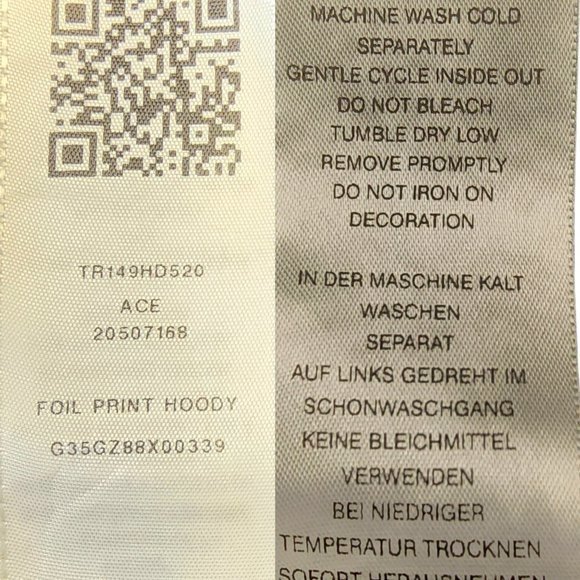 TR149HD520
ACE
20507168
FOIL PRINT HOODY
G35GZ88X00339
MACHINE WASH COLD
SEPARATELY
GENTLE CYCLE INSIDE OUT
DO NOT BLEACH
TUMBLE DRY LOW
REMOVE PROMPTLY
DO NOT IRON ON
DECORATION
IN DER MASCHINE KALT
WASCHEN
SEPARAT
AUF LINKS GEDREHT IM
SCHONWASCHGANG
KEINE BLEICHMITTEL
VERWENDEN
BEI NIEDRIGER
TEMPERATUR TROCKNEN
SOFORT HERAUSNEHMEN